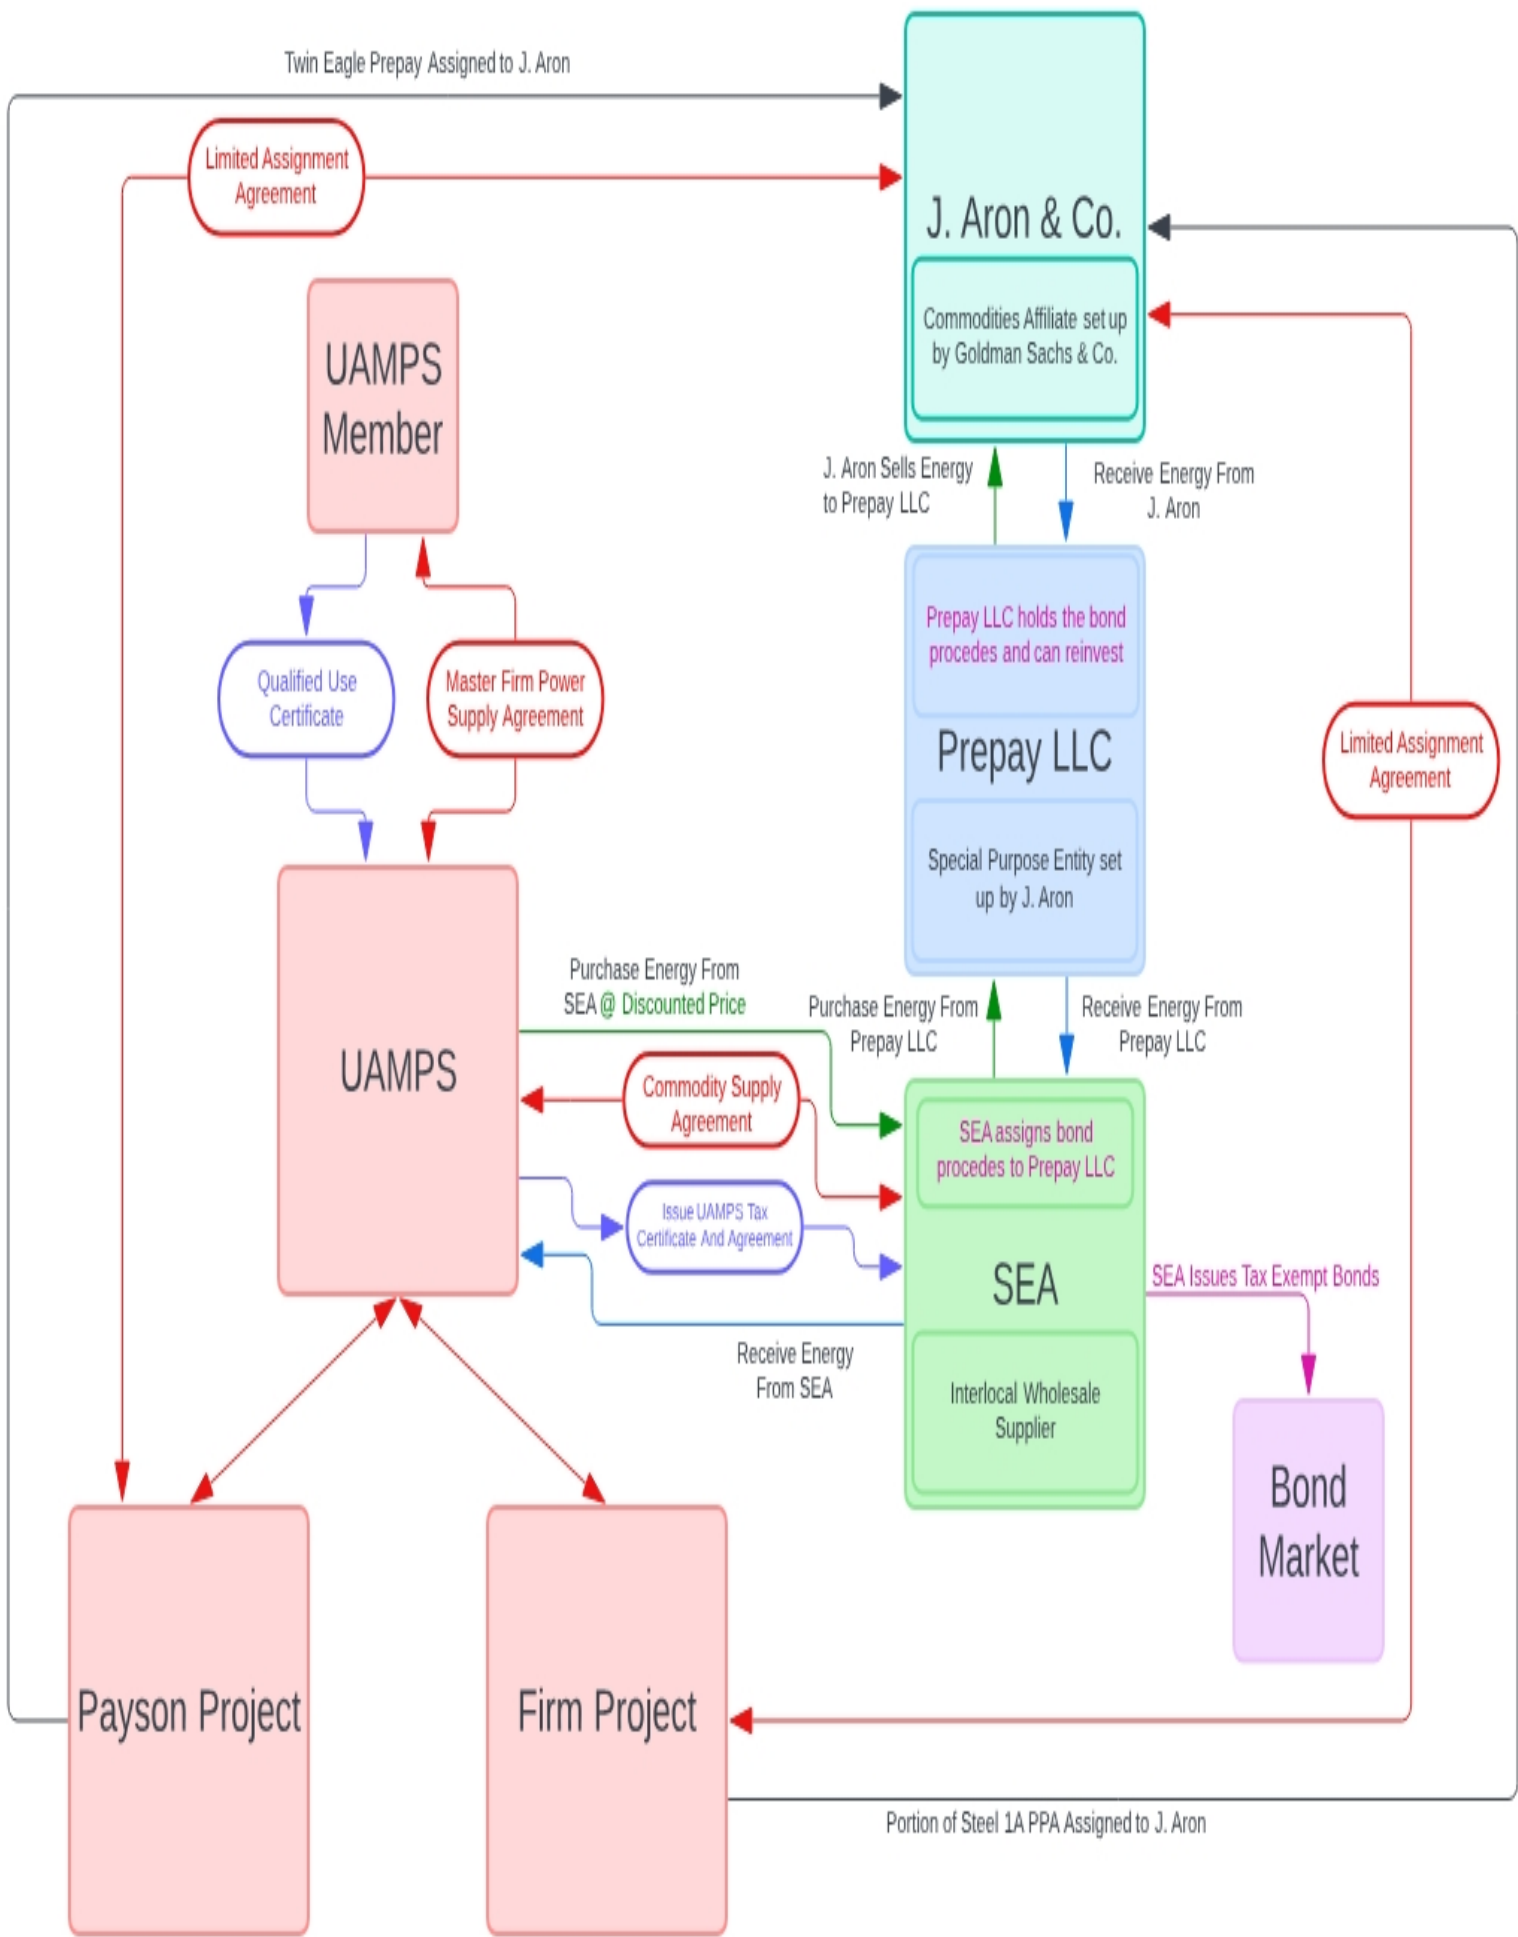 Twin Eagle Prepay Assigned to J. Aron
Limited Assignment
Agreement
J. Aron & Co.
Commodities Affiliate set up
by Goldman Sachs & Co.
UAMPS
Member
J. Aron Sells Energy
to Prepay LLC
Receive Energy From
J. Aron
Prepay LLC holds the bond
procedes and can reinvest
Prepay LLC
Special Purpose Entity set
up by J. Aron
Qualified Use
Certificate
Master Firm Power
Supply Agreement
Limited Assignment
Agreement
UAMPS
Purchase Energy From
SEA @ Discounted Price
Purchase Energy From
Prepay LLC
Receive Energy From
Prepay LLC
Commodity Supply
Agreement
SEA assigns bond
procedes to Prepay LLC
Issue UAMPS Tax
Certificate And Agreement
SEA
SEA Issues Tax Exempt Bonds
Receive Energy
From SEA
Interlocal Wholesale
Supplier
Bond
Market
Payson Project
Firm Project
Portion of Steel 1A PPA Assigned to J. Aron